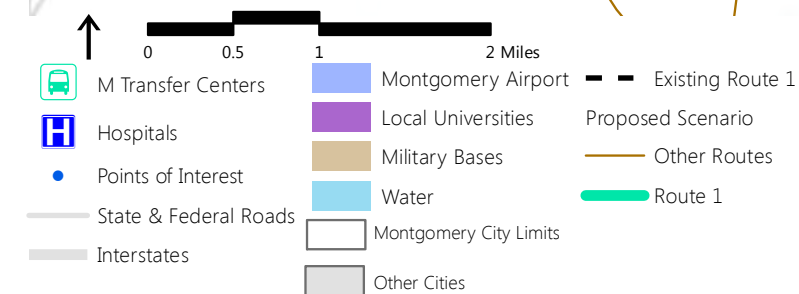 0 0.5 1 2 Miles
M Transfer Centers
H Hospitals
Points of Interest
State & Federal Roads
Interstates
Montgomery Airport
Local Universities
Military Bases
Water
Montgomery City Limits
Other Cities
Existing Route 1
Proposed Scenario
Other Routes
Route 1